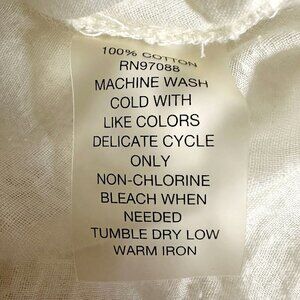 100% COTTON
RN97088
MACHINE WASH
COLD WITH
LIKE COLORS
DELICATE CYCLE
ONLY
NON-CHLORINE
BLEACH WHEN
NEEDED
TUMBLE DRY LOW
WARM IRON